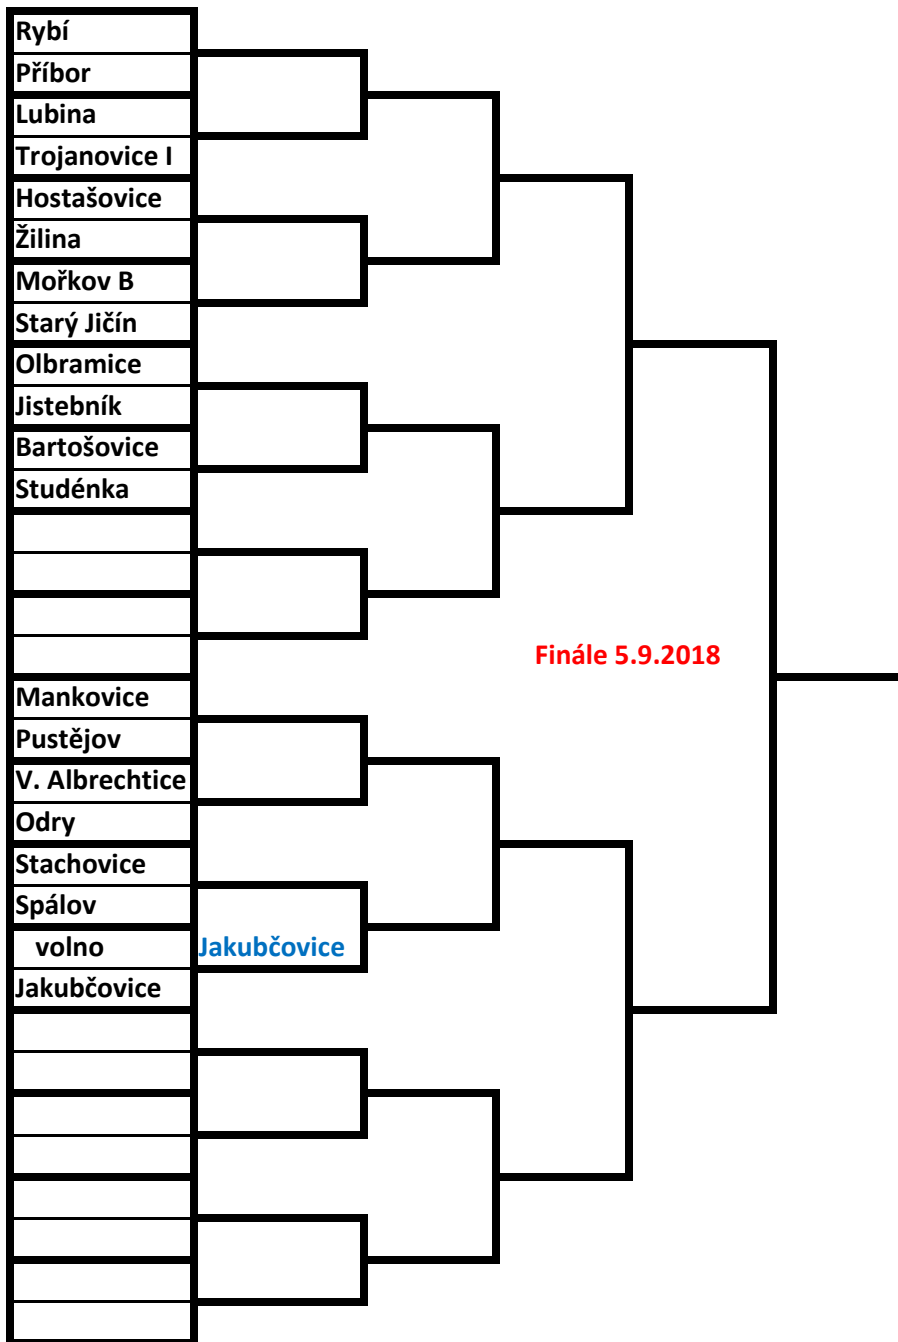 Rybí
Příbor
Lubina
Trojanovice I
Hostašovice
Žilina
Mořkov B
Starý Jičín
Olbramice
Jistebník
Bartošovice
Studénka
Finále 5.9.2018
Mankovice
Pustějov
V. Albrechtice
Odry
Stachovice
Spálov
volno
Jakubčovice
Jakubčovice